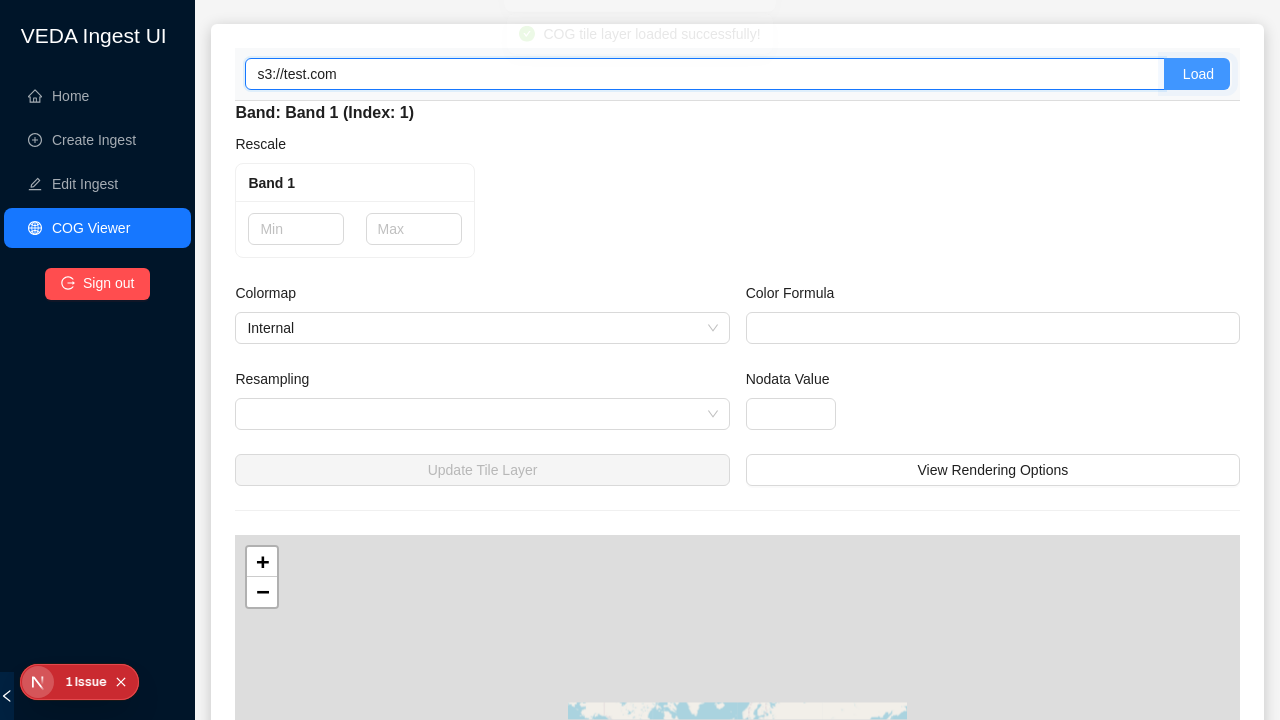 VEDA Ingest UI
Home
Create Ingest
Edit Ingest
COG Viewer
Sign out
1 Issue
COG tile layer loaded successfully!
s3://test.com
Load
Band: Band 1 (Index: 1)
Rescale
Band 1
Min
Max
Colormap
Color Formula
Internal
Resampling
Nodata Value
Update Tile Layer
View Rendering Options
+
−